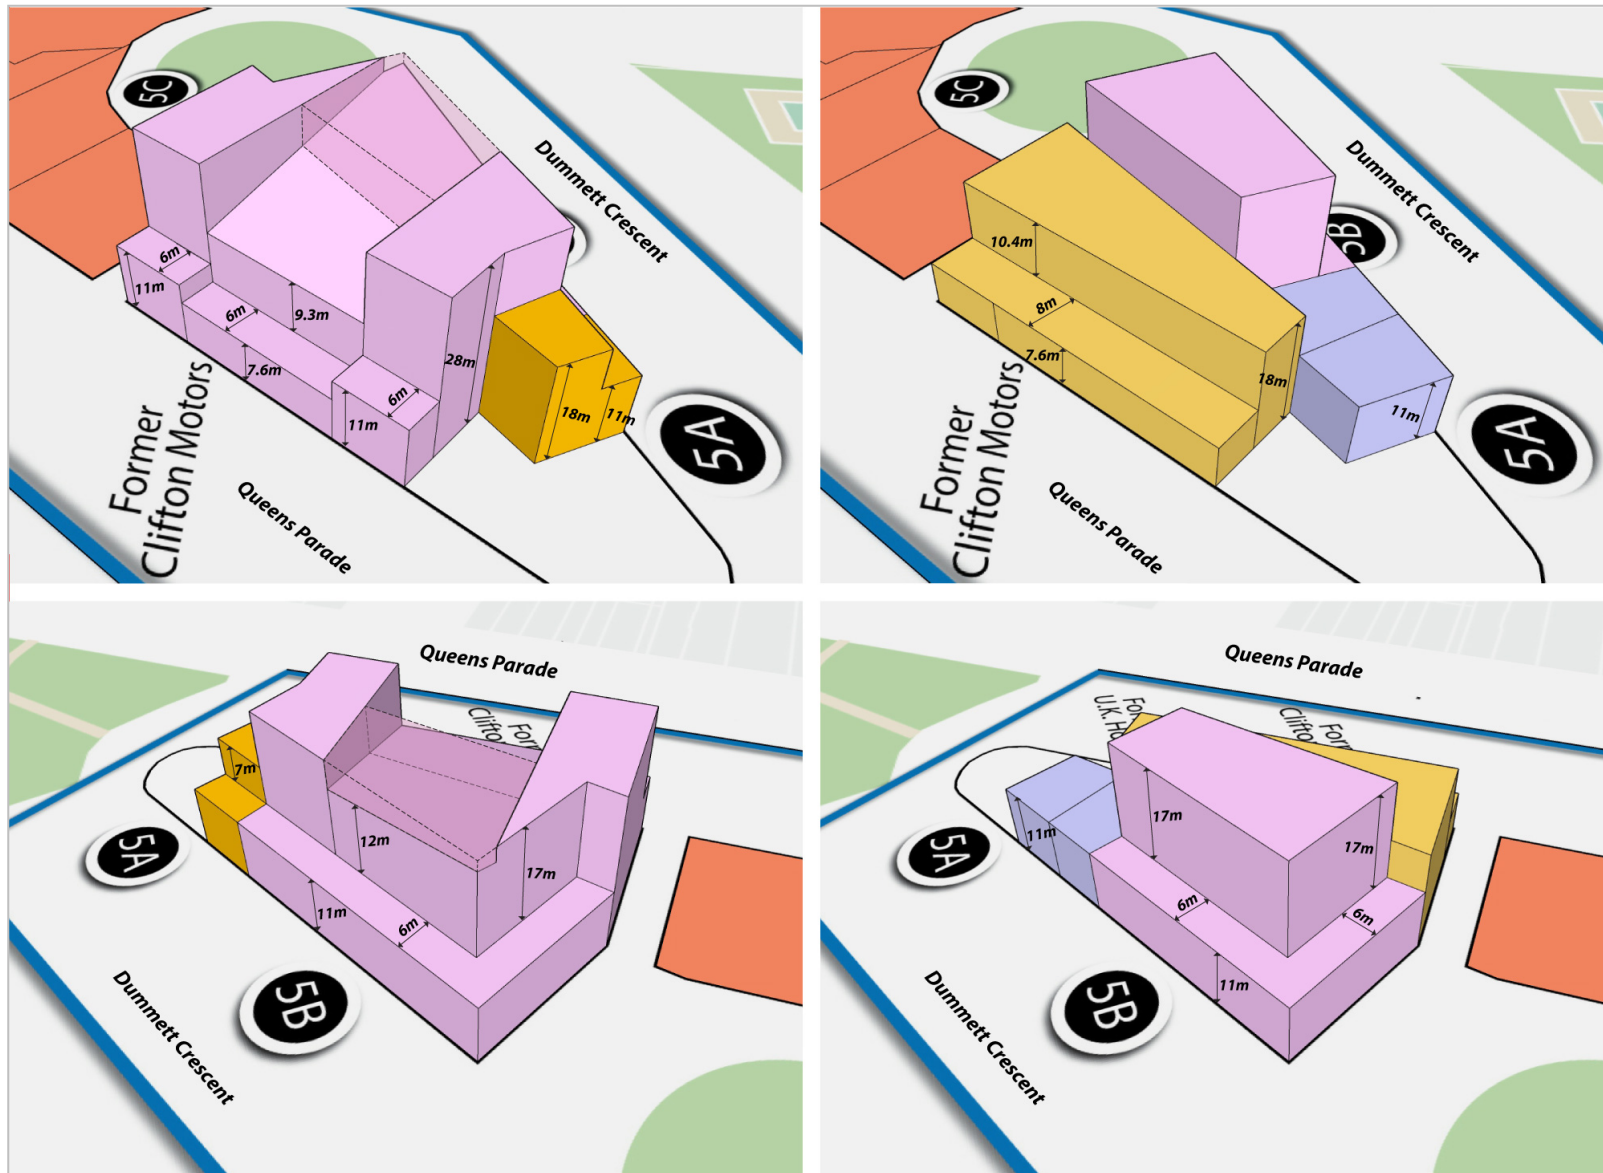 5C
Dummett Crescent
6m
11m
6m
9.3m
7.6m
28m
6m
11m
18m
11m
5A
Former
Clifton Motors
Queens Parade
5C
Dummett Crescent
5B
10.4m
8m
7.6m
18m
11m
5A
Former
Clifton Motors
Queens Parade
Queens Parade
7m
12m
17m
11m
6m
5A
5B
Dummett Crescent
Queens Parade
U.K.
17m
11m
17m
6m
6m
11m
5A
5B
Dummett Crescent